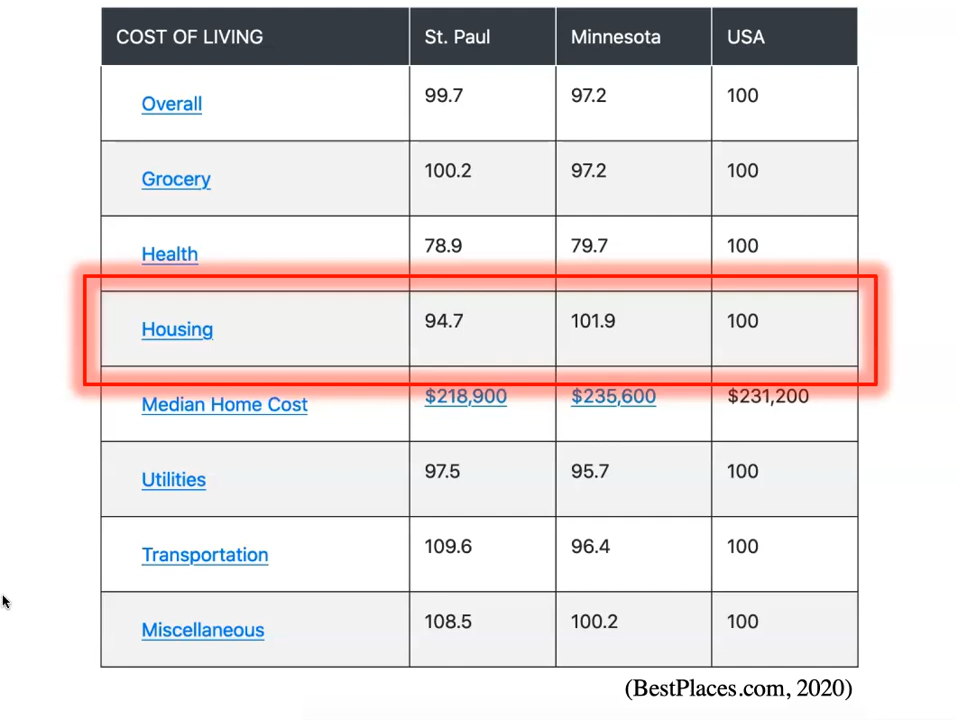 COST OF LIVING St. Paul Minnesota USA
Overall 99.7 97.2 100
Grocery 100.2 97.2 100
Health 78.9 79.7 100
Housing 94.7 101.9 100
Median Home Cost $218,900 $235,600 $231,200
Utilities 97.5 95.7 100
Transportation 109.6 96.4 100
Miscellaneous 108.5 100.2 100
(BestPlaces.com, 2020)